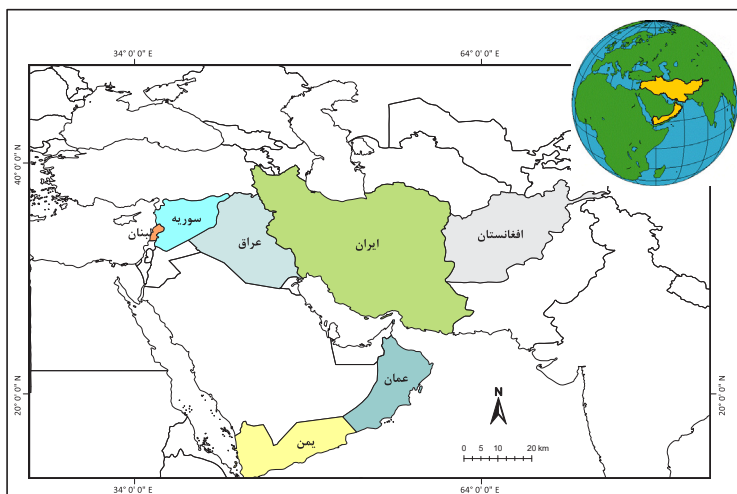 34° 0' 0" E
64° 0' 0" E
40° 0' 0" N
40° 0' 0" N
سوریه
لبنان
عراق
ایران
افغانستان
عمان
یمن
20° 0' 0" N
20° 0' 0" N
N
0 5 10 20 km
34° 0' 0" E
64° 0' 0" E